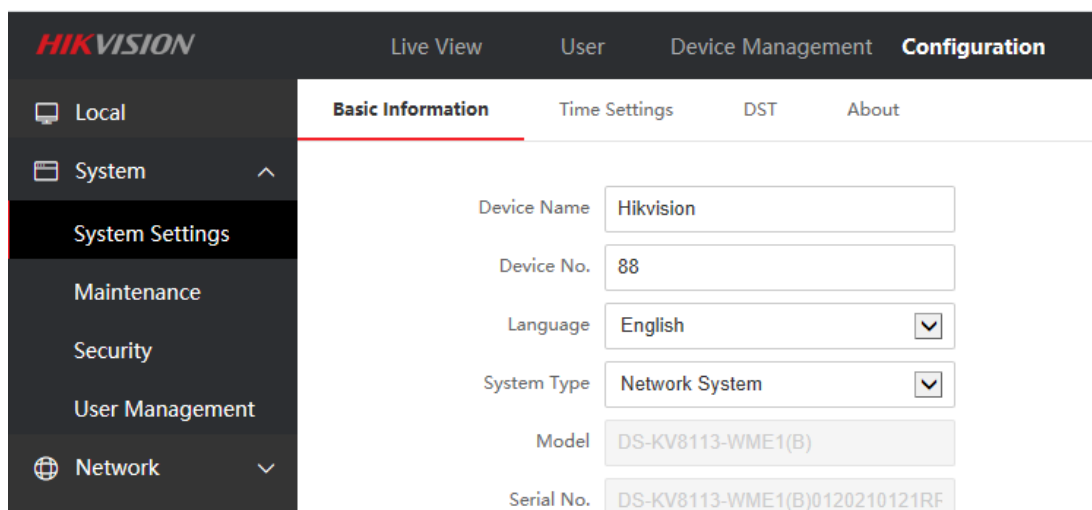 HIKVISION Live View User Device Management Configuration
Local
System
System Settings
Maintenance
Security
User Management
Network
Basic Information Time Settings DST About
Device Name Hikvision
Device No. 88
Language English
System Type Network System
Model DS-KV8113-WME1(B)
Serial No. DS-KV8113-WME1(B)0120210121RF